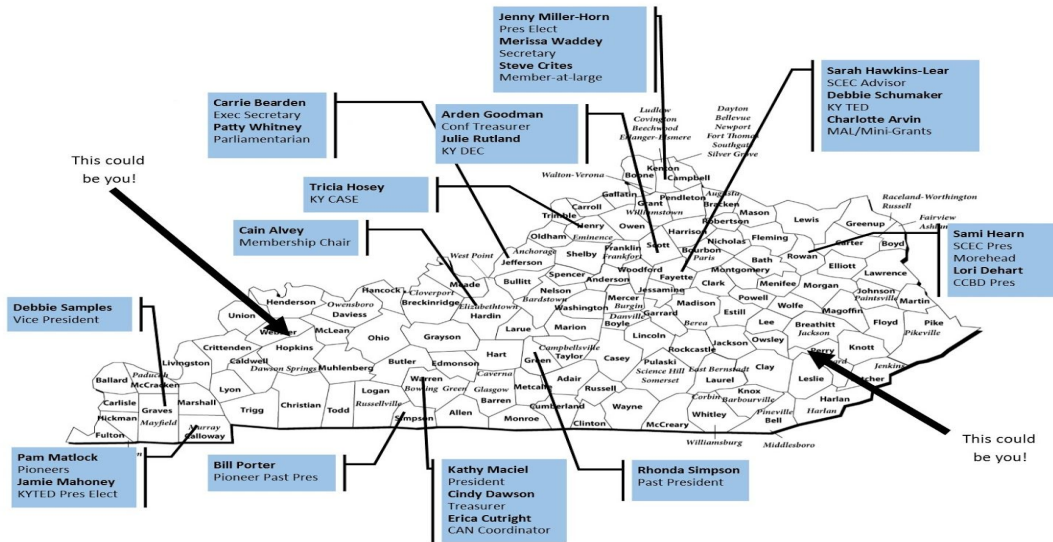 Jenny Miller-Horn
Pres Elect
Merissa Waddey
Secretary
Steve Crites
Member-at-large
Sarah Hawkins-Lear
SCEC Advisor
Debbie Schumaker
KY TED
Charlotte Arvin
MAL/Mini-Grants
Carrie Bearden
Exec Secretary
Patty Whitney
Parliamentarian
Arden Goodman
Conf Treasurer
Julie Rutland
KY DEC
This could
be you!
Tricia Hosey
KY CASE
Cain Alvey
Membership Chair
Sami Hearn
SCEC Pres
Morehead
Lori Dehart
CCBD Pres
Debbie Samples
Vice President
Ludlow
Covington
Beechwood
Erlanger-Elsmere
Dayton
Bellevue
Newport
Fort Thomas
Southgate
Silver Grove
Walton-Verona
Kenton
Boone
Campbell
Gallatin
Grant
Pendleton
Williamstown
Augusta
Bracken
Carroll
Trimble
Owen
Harrison
Robertson
Mason
Lewis
Greenup
Raceland-Worthington
Russell
Fairview
Henry
Eminence
Oldham
Anchorage
Shelby
Franklin
Frankfort
Scott
Bourbon
Paris
Nicholas
Fleming
Carter
Boyd
Rowan
Bath
Elliott
Lawrence
West Point
Jefferson
Meade
Bullitt
Spencer
Anderson
Woodford
Fayette
Jessamine
Clark
Montgomery
Menifee
Morgan
Johnson
Paintsville
Martin
Hancock
Cloverport
Breckinridge
Elizabethtown
Hardin
Nelson
Bardstown
Washington
Mercer
Burgin
Madison
Powell
Wolfe
Magoffin
Henderson
Owensboro
Daviess
Union
Webster
McLean
Ohio
Grayson
Larue
Marion
Danville
Boyle
Garrard
Berea
Estill
Lee
Breathitt
Jackson
Floyd
Pike
Pikeville
Crittenden
Hopkins
Caldwell
Dawson Springs
Muhlenberg
Butler
Edmonson
Hart
Green
Campbellsville
Taylor
Casey
Lincoln
Rockcastle
Jackson
Owsley
Perry
Knott
Jenkins
Livingston
Ballard
Paducah
McCracken
Lyon
Logan
Russellville
Warren
Bowling Green
Caverna
Glasgow
Barren
Metcalfe
Adair
Russell
Pulaski
Science Hill
Somerset
East Bernstadt
Laurel
Clay
Leslie
Carlisle
Graves
Mayfield
Marshall
Trigg
Christian
Todd
Simpson
Allen
Monroe
Cumberland
Clinton
Wayne
McCreary
Whitley
Corbin
Knox
Barbourville
Pineville
Bell
Harlan
Harlan
Hickman
Fulton
Murray
Calloway
Williamsburg
Middlesboro
This could
be you!
Pam Matlock
Pioneers
Jamie Mahoney
KYTED Pres Elect
Bill Porter
Pioneer Past Pres
Kathy Maciel
President
Cindy Dawson
Treasurer
Erica Cutright
CAN Coordinator
Rhonda Simpson
Past President